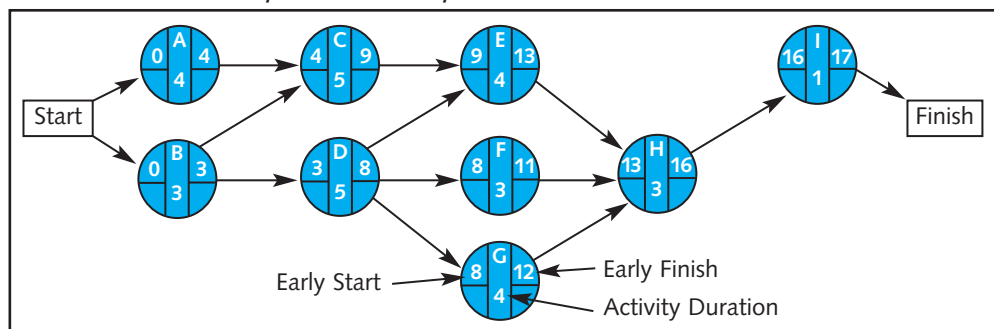 A
0 4
4
C
4 9
5
E
9 13
4
I
16 17
1
Start
Finish
B
0 3
3
D
3 8
5
F
8 11
3
H
13 16
3
G
8 12
4
Early Start
Early Finish
Activity Duration